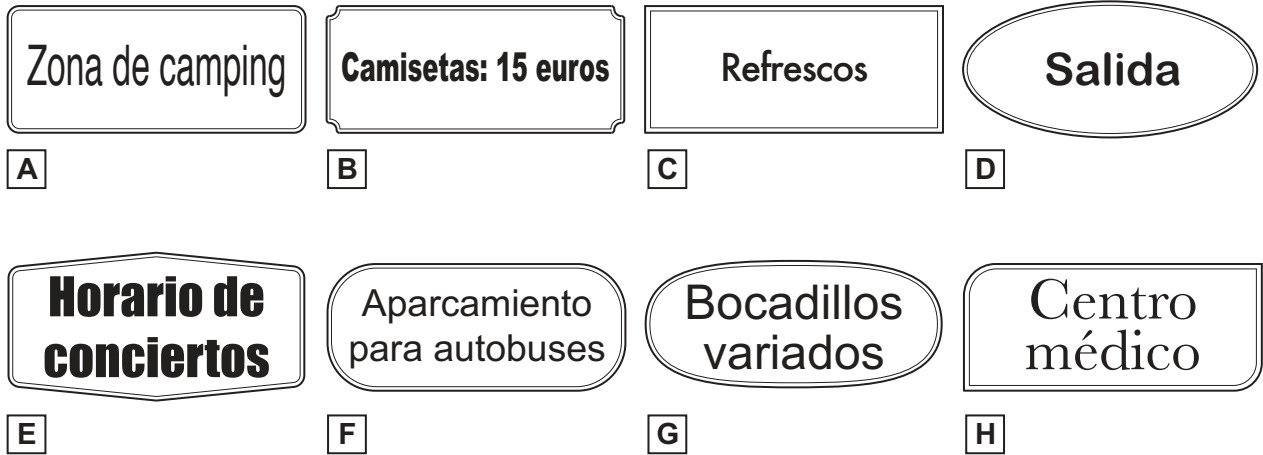 Zona de camping
A
Camisetas: 15 euros
B
Refrescos
C
Salida
D
Horario de
conciertos
E
Aparcamiento
para autobuses
F
Bocadillos
variados
G
Centro
médico
H